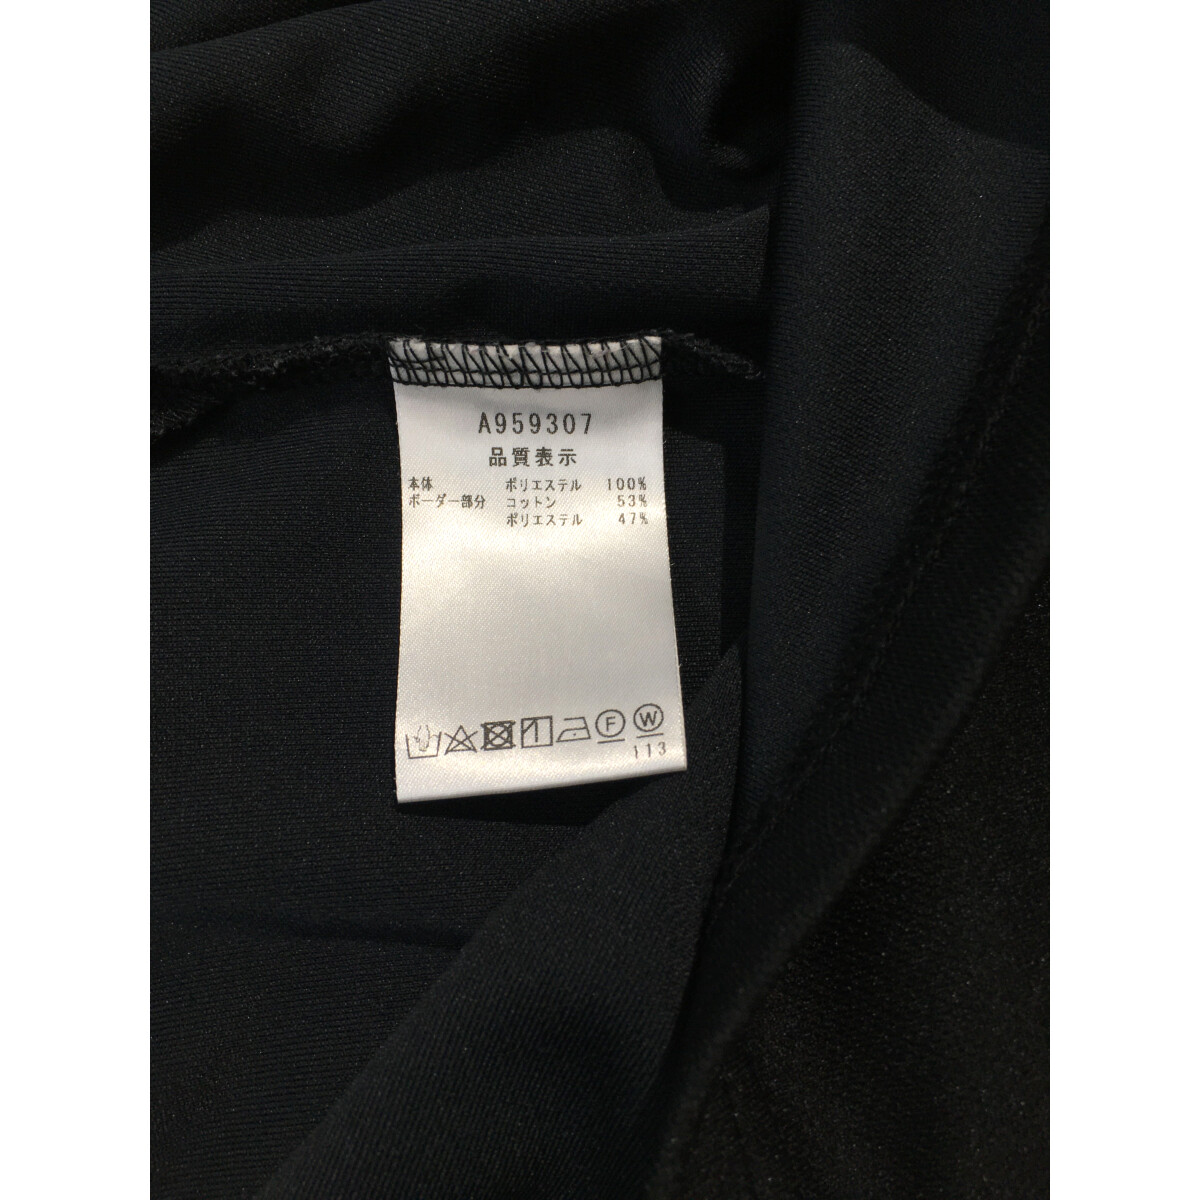 A959307
品質表示
本体 ポリエステル 100%
ボーダー部分 コットン 53%
ポリエステル 47%
F W
113